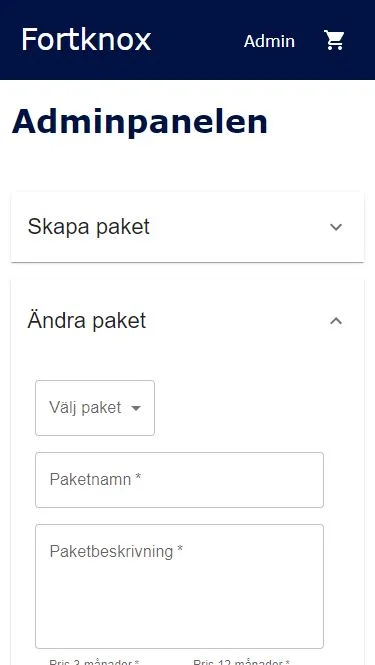 Fortknox
Admin
Adminpanelen
Skapa paket
Ändra paket
Välj paket
Paketnamn *
Paketbeskrivning *
Pris 3 månader * Pris 12 månader *